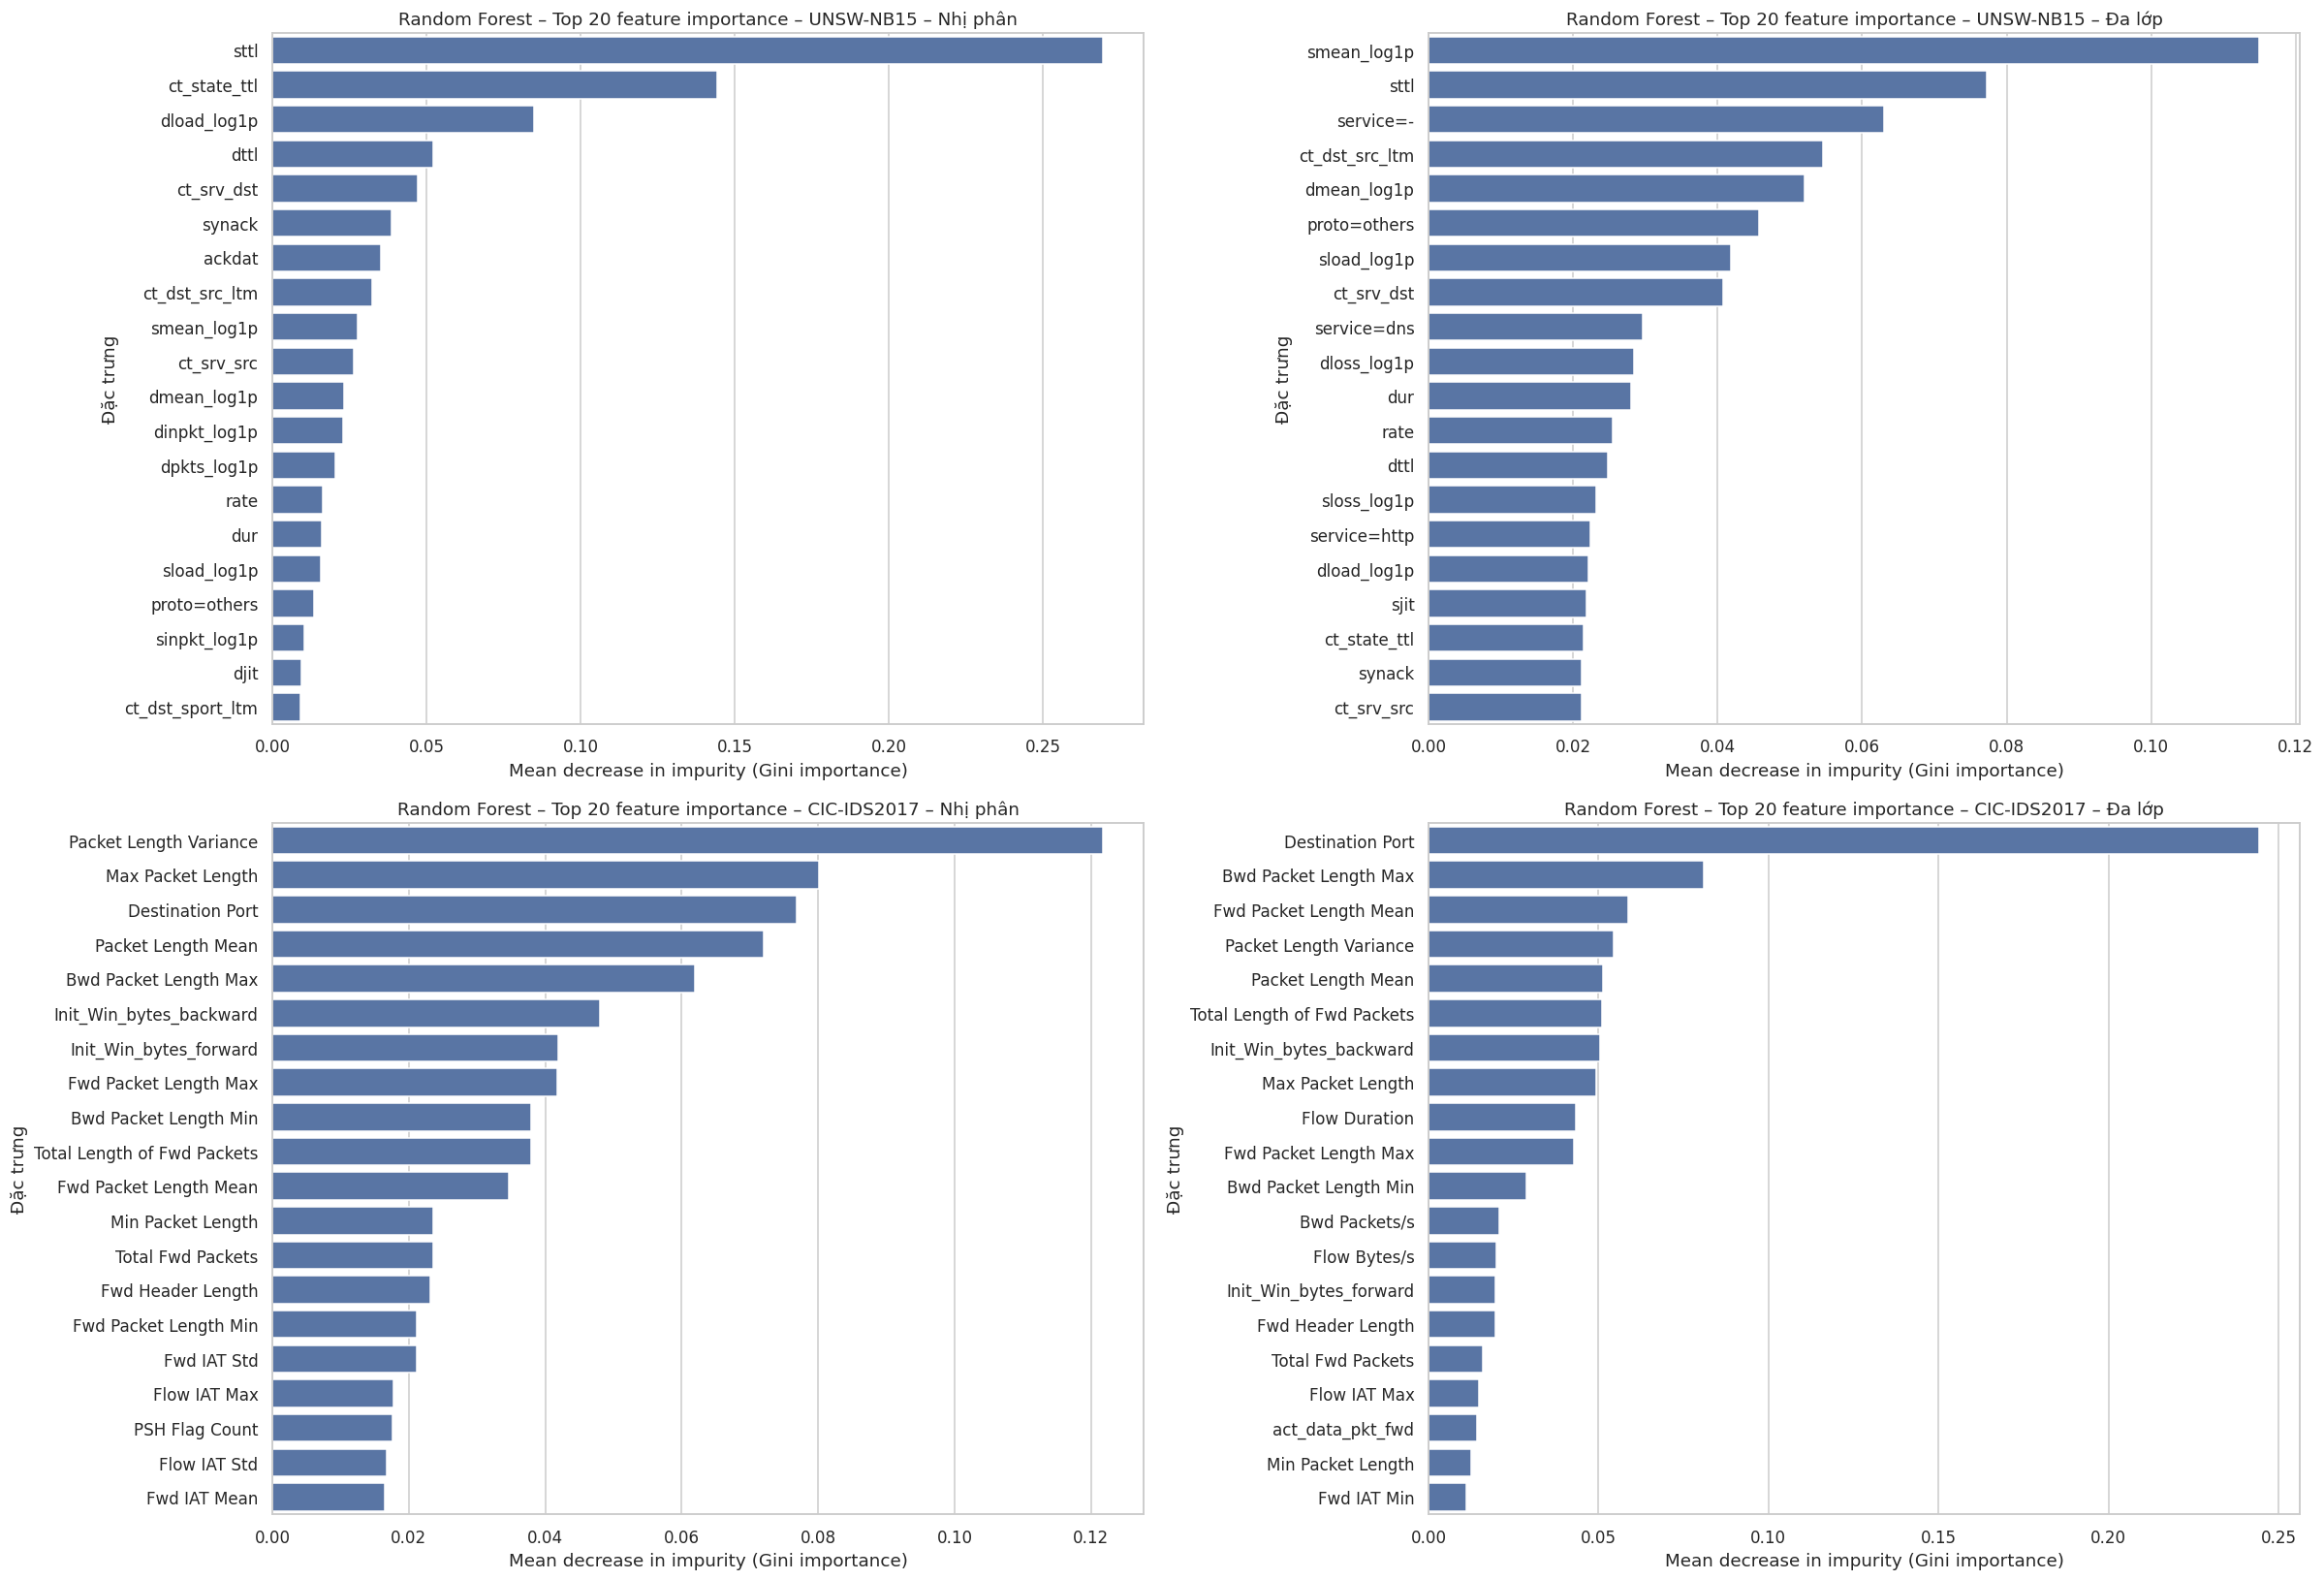 Random Forest – Top 20 feature importance – UNSW-NB15 – Nhị phân
sttl
ct_state_ttl
dload_log1p
dttl
ct_srv_dst
synack
ackdat
ct_dst_src_ltm
smean_log1p
ct_srv_src
dmean_log1p
dinpkt_log1p
dpkts_log1p
rate
dur
sload_log1p
proto=others
sinpkt_log1p
djit
ct_dst_sport_ltm
Đặc trưng
0.00 0.05 0.10 0.15 0.20 0.25
Mean decrease in impurity (Gini importance)
Random Forest – Top 20 feature importance – UNSW-NB15 – Đa lớp
smean_log1p
sttl
service=-
ct_dst_src_ltm
dmean_log1p
proto=others
sload_log1p
ct_srv_dst
service=dns
dloss_log1p
dur
rate
dttl
sloss_log1p
service=http
dload_log1p
sjit
ct_state_ttl
synack
ct_srv_src
Đặc trưng
0.00 0.02 0.04 0.06 0.08 0.10 0.12
Mean decrease in impurity (Gini importance)
Random Forest – Top 20 feature importance – CIC-IDS2017 – Nhị phân
Packet Length Variance
Max Packet Length
Destination Port
Packet Length Mean
Bwd Packet Length Max
Init_Win_bytes_backward
Init_Win_bytes_forward
Fwd Packet Length Max
Bwd Packet Length Min
Total Length of Fwd Packets
Fwd Packet Length Mean
Min Packet Length
Total Fwd Packets
Fwd Header Length
Fwd Packet Length Min
Fwd IAT Std
Flow IAT Max
PSH Flag Count
Flow IAT Std
Fwd IAT Mean
Đặc trưng
0.00 0.02 0.04 0.06 0.08 0.10 0.12
Mean decrease in impurity (Gini importance)
Random Forest – Top 20 feature importance – CIC-IDS2017 – Đa lớp
Destination Port
Bwd Packet Length Max
Fwd Packet Length Mean
Packet Length Variance
Packet Length Mean
Total Length of Fwd Packets
Init_Win_bytes_backward
Max Packet Length
Flow Duration
Fwd Packet Length Max
Bwd Packet Length Min
Bwd Packets/s
Flow Bytes/s
Init_Win_bytes_forward
Fwd Header Length
Total Fwd Packets
Flow IAT Max
act_data_pkt_fwd
Min Packet Length
Fwd IAT Min
Đặc trưng
0.00 0.05 0.10 0.15 0.20 0.25
Mean decrease in impurity (Gini importance)